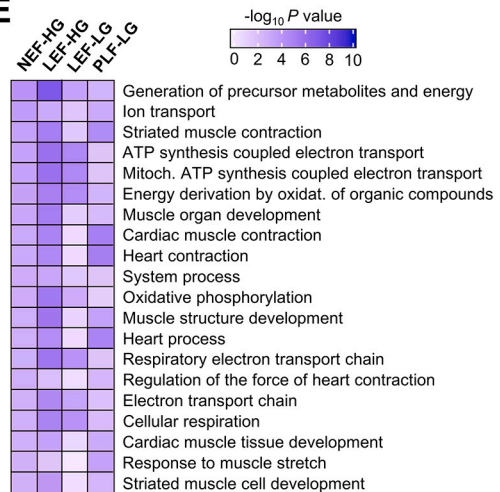 E
NEF-HG
LEF-HG
LEF-LG
PLF-LG
-log10 P value
0 2 4 6 8 10
Generation of precursor metabolites and energy
Ion transport
Striated muscle contraction
ATP synthesis coupled electron transport
Mitoch. ATP synthesis coupled electron transport
Energy derivation by oxidat. of organic compounds
Muscle organ development
Cardiac muscle contraction
Heart contraction
System process
Oxidative phosphorylation
Muscle structure development
Heart process
Respiratory electron transport chain
Regulation of the force of heart contraction
Electron transport chain
Cellular respiration
Cardiac muscle tissue development
Response to muscle stretch
Striated muscle cell development